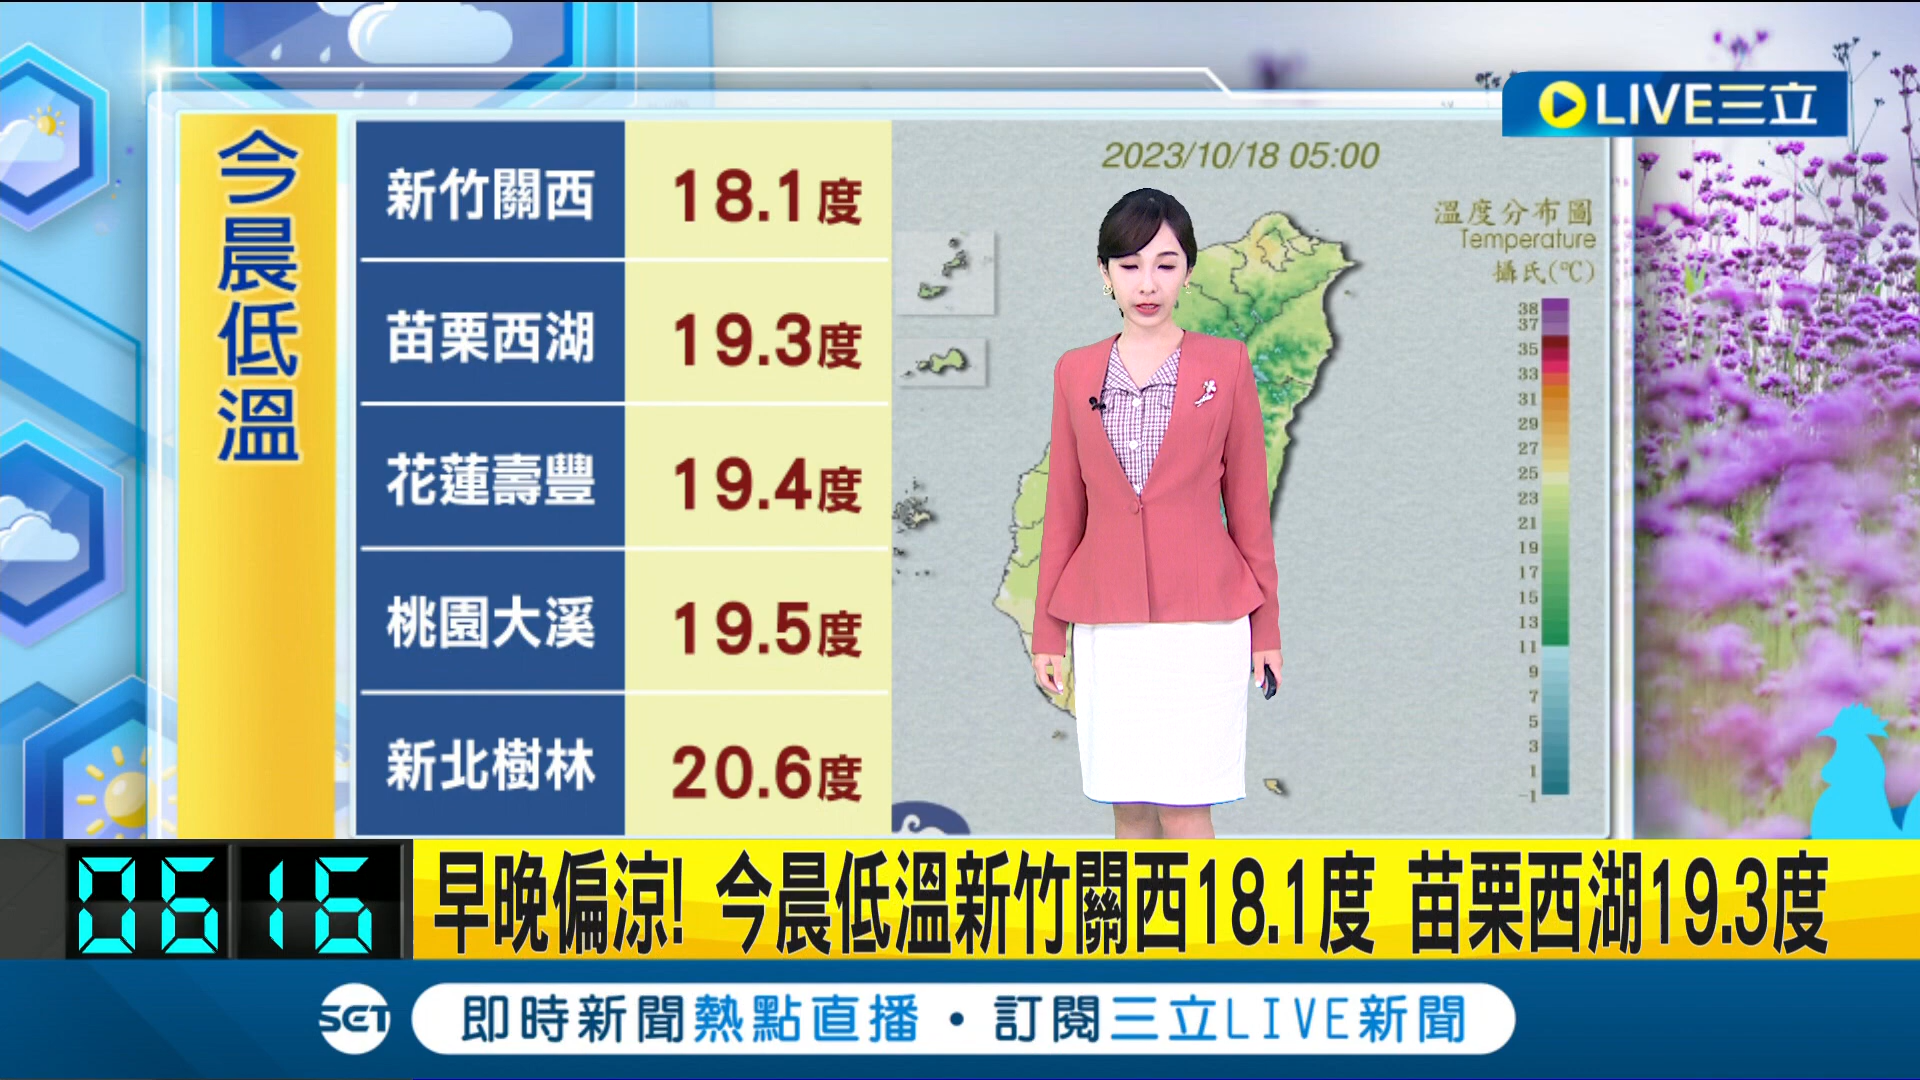 LIVE三立
今晨低溫
新竹關西 18.1度
苗栗西湖 19.3度
花蓮壽豐 19.4度
桃園大溪 19.5度
新北樹林 20.6度
2023/10/18 05:00
溫度分布圖
Temperature
攝氏(℃)
38
37
35
33
31
29
27
25
23
21
19
17
15
13
11
9
7
5
3
1
-1
0616
早晚偏涼! 今晨低溫新竹關西18.1度 苗栗西湖19.3度
SET
即時新聞熱點直播・訂閱三立LIVE新聞